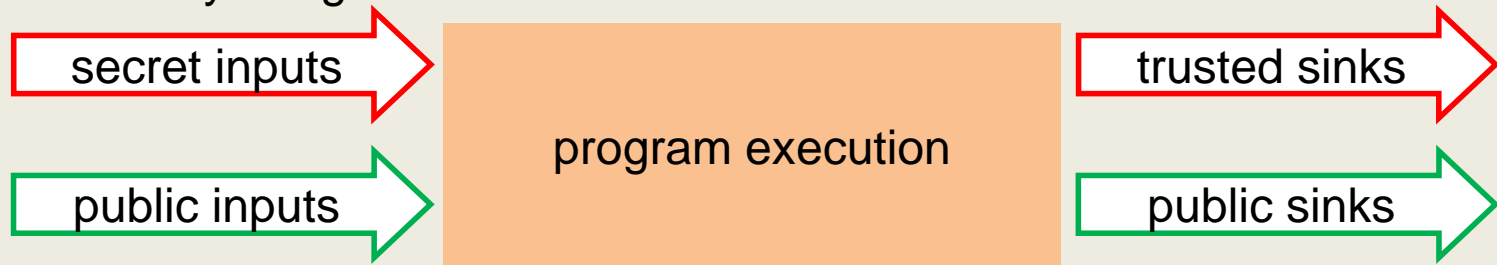 secret inputs
trusted sinks
program execution
public inputs
public sinks